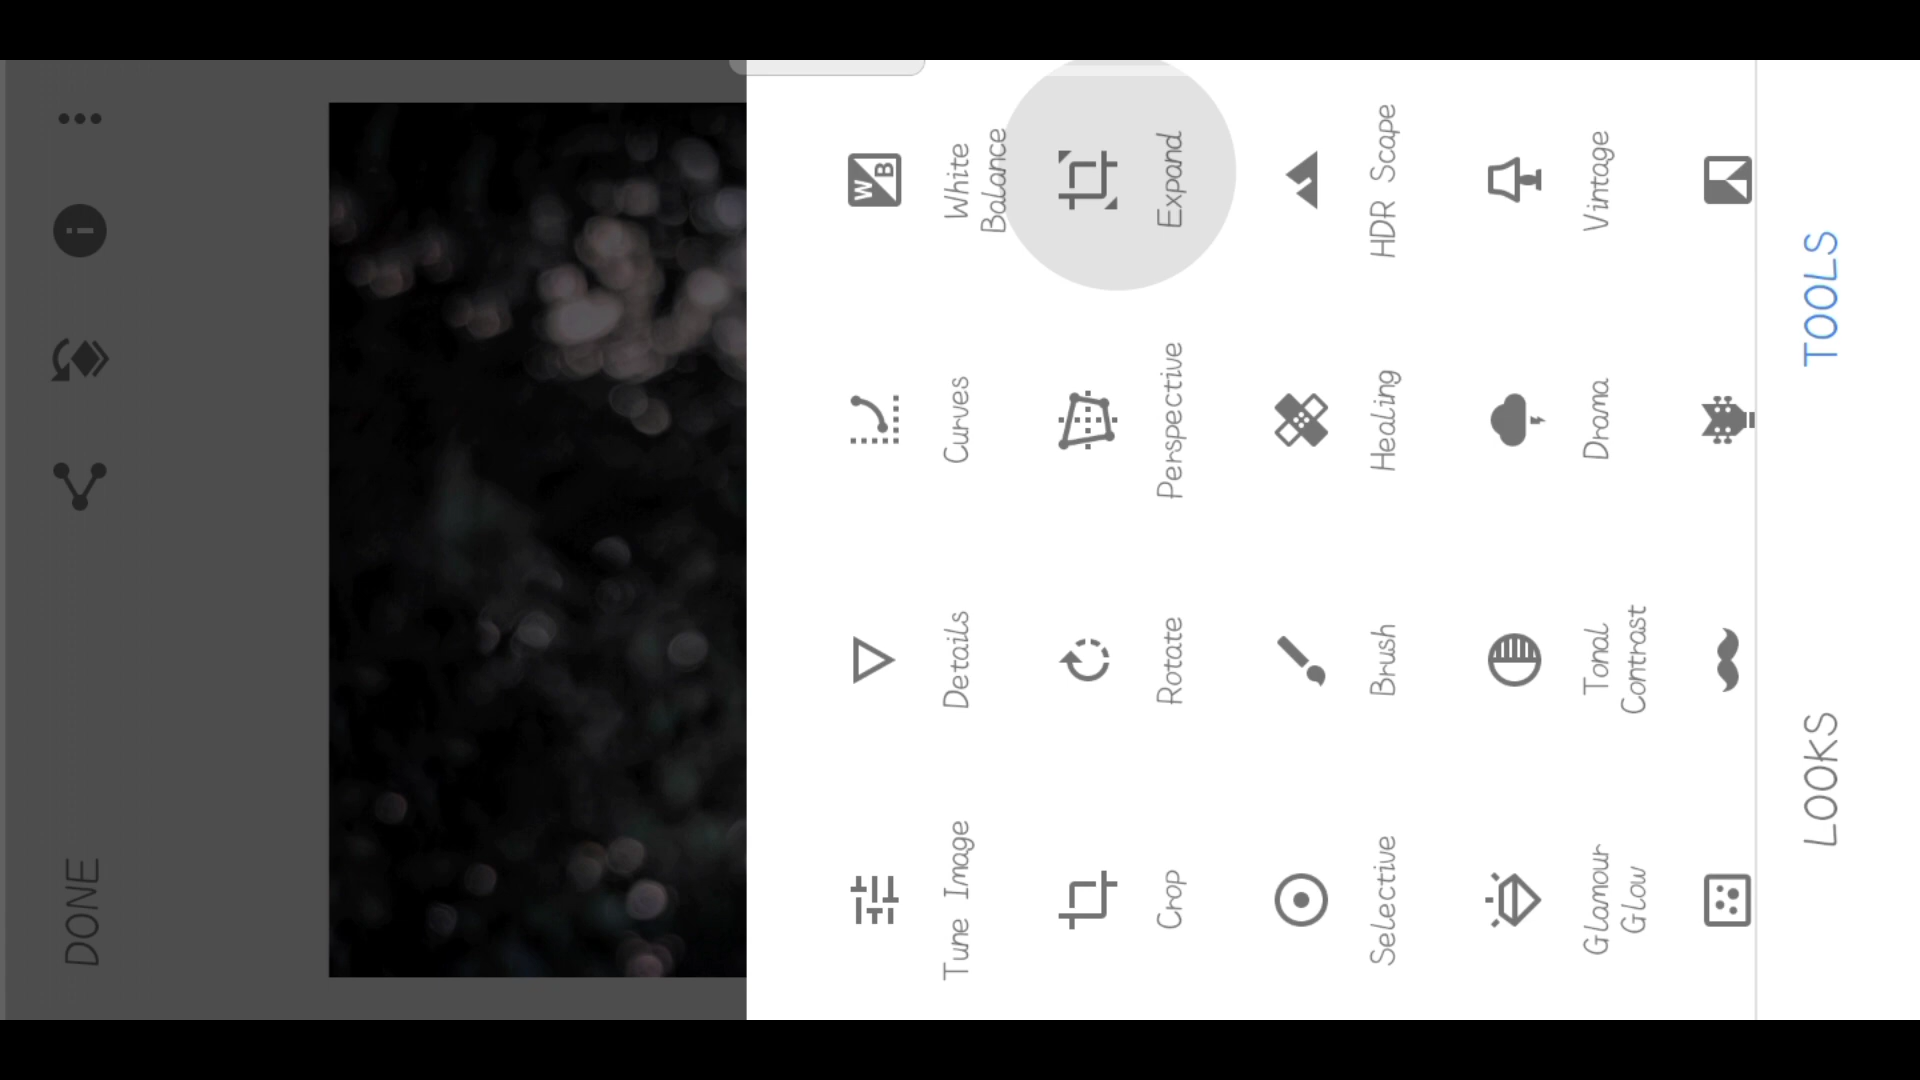 DONE
Tune Image
Details
Curves
White
Balance
WB
Crop
Rotate
Perspective
Expand
Selective
Brush
Healing
HDR Scape
Glamour
Glow
Tonal
Contrast
Drama
Vintage
LOOKS
TOOLS